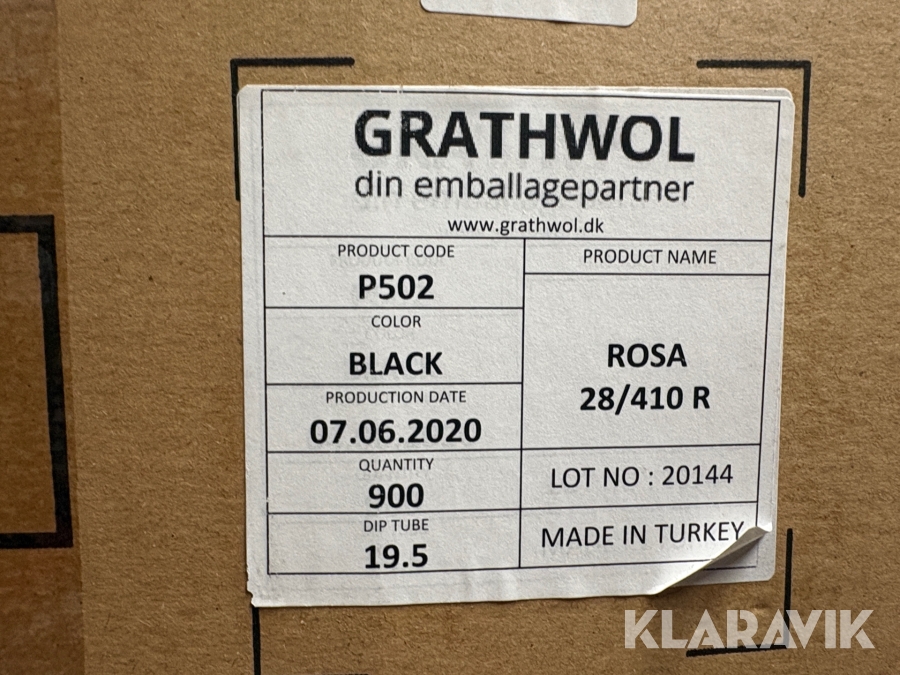 GRATHWOL
din emballagepartner
www.grathwol.dk
PRODUCT CODE
P502
COLOR
BLACK
PRODUCTION DATE
07.06.2020
QUANTITY
900
DIP TUBE
19.5
PRODUCT NAME
ROSA
28/410 R
LOT NO : 20144
MADE IN TURKEY
KLARAVIK